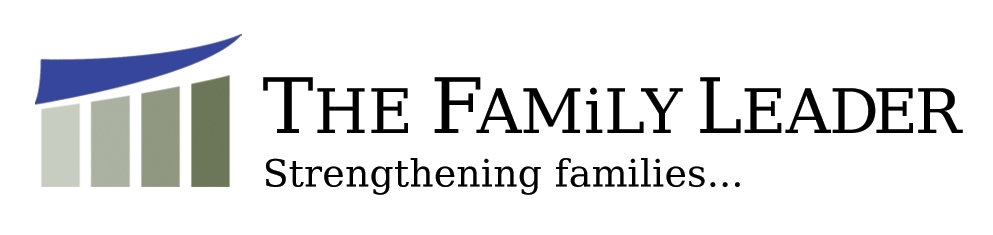 THE FAMiLY LEADER
Strengthening families...